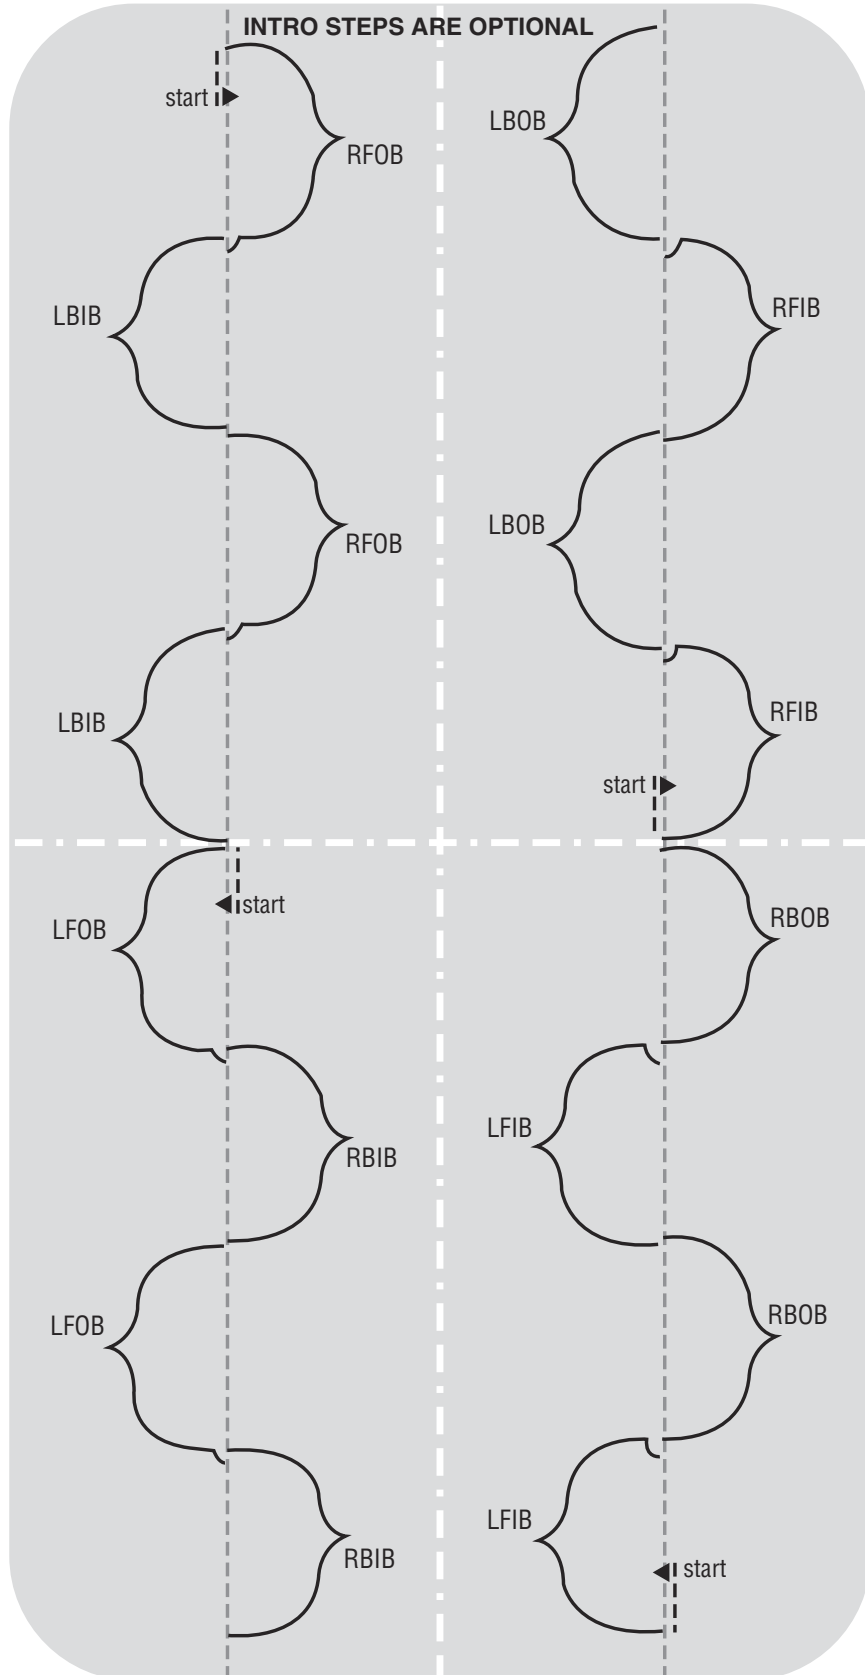 INTRO STEPS ARE OPTIONAL
start
RFOB
LBIB
RFOB
LBIB
LFOB
start
RBIB
LFOB
RBIB
LBOB
RFIB
LBOB
RFIB
start
RBOB
LFIB
RBOB
LFIB
start